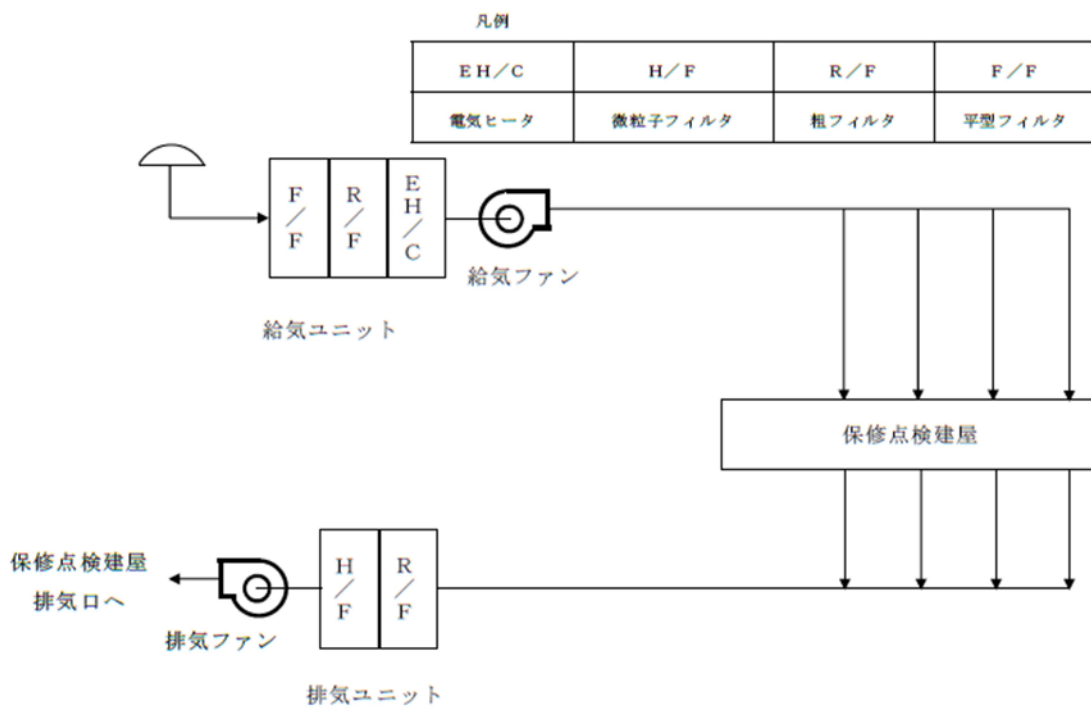 凡例
EH/C H/F R/F F/F
電気ヒータ 微粒子フィルタ 粗フィルタ 平型フィルタ
F/F R/F EH/C
給気ファン
給気ユニット
保修点検建屋
保修点検建屋
排気口へ
H/F R/F
排気ファン
排気ユニット